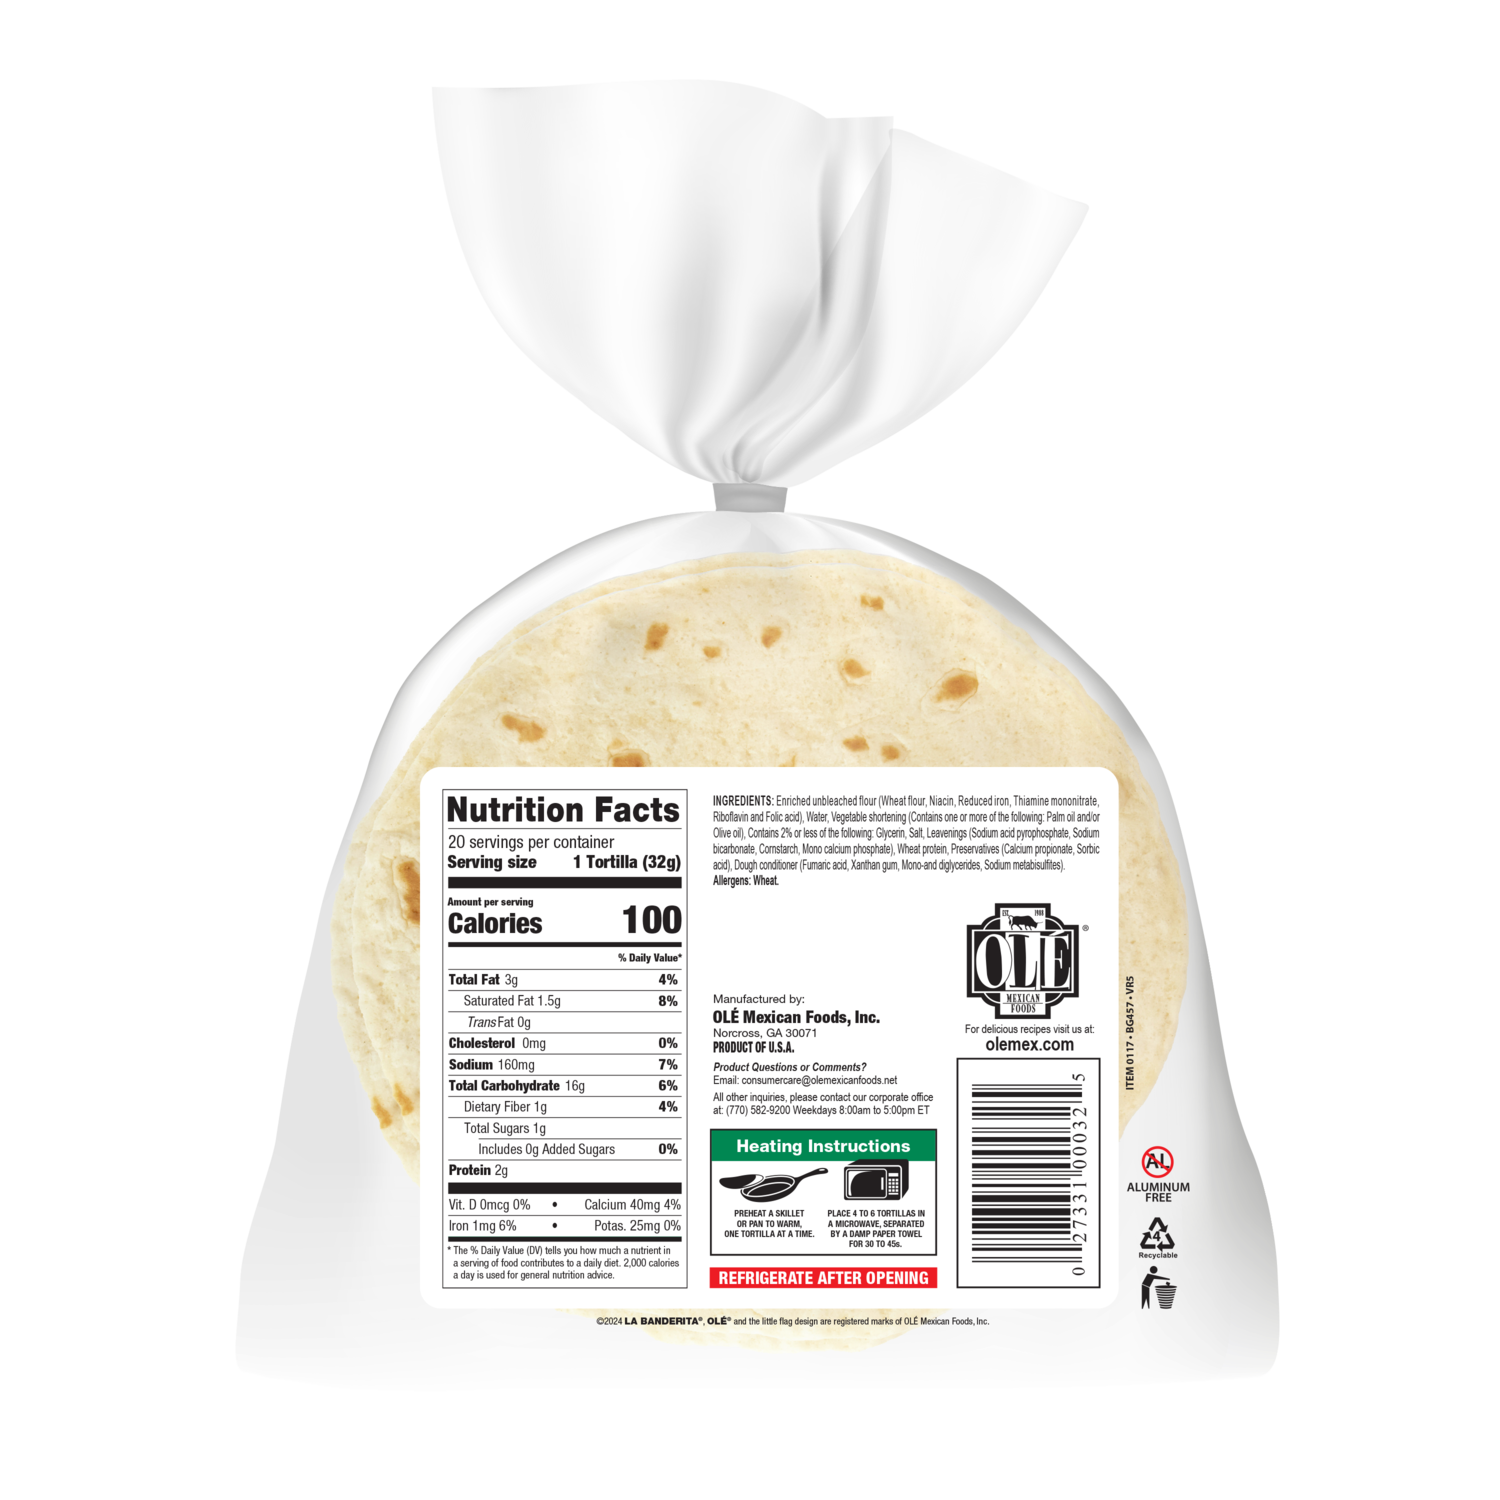 Nutrition Facts
20 servings per container
Serving size 1 Tortilla (32g)
Amount per serving
Calories 100
% Daily Value*
Total Fat 3g 4%
Saturated Fat 1.5g 8%
Trans Fat 0g
Cholesterol 0mg 0%
Sodium 160mg 7%
Total Carbohydrate 16g 6%
Dietary Fiber 1g 4%
Total Sugars 1g
Includes 0g Added Sugars 0%
Protein 2g
Vit. D 0mcg 0% • Calcium 40mg 4%
Iron 1mg 6% • Potas. 25mg 0%
* The % Daily Value (DV) tells you how much a nutrient in
a serving of food contributes to a daily diet. 2,000 calories
a day is used for general nutrition advice.
INGREDIENTS: Enriched unbleached flour (Wheat flour, Niacin, Reduced iron, Thiamine mononitrate,
Riboflavin and Folic acid), Water, Vegetable shortening (Contains one or more of the following: Palm oil and/or
Olive oil), Contains 2% or less of the following: Glycerin, Salt, Leavenings (Sodium acid pyrophosphate, Sodium
bicarbonate, Cornstarch, Mono calcium phosphate), Wheat protein, Preservatives (Calcium propionate, Sorbic
acid), Dough conditioner (Fumaric acid, Xanthan gum, Mono-and diglycerides, Sodium metabisulfites).
Allergens: Wheat.
Manufactured by:
OLÉ Mexican Foods, Inc.
Norcross, GA 30071
PRODUCT OF U.S.A.
Product Questions or Comments?
Email: consumercare@olemexicanfoods.net
All other inquiries, please contact our corporate office
at: (770) 582-9200 Weekdays 8:00am to 5:00pm ET
Heating Instructions
PREHEAT A SKILLET
OR PAN TO WARM,
ONE TORTILLA AT A TIME.
PLACE 4 TO 6 TORTILLAS IN
A MICROWAVE, SEPARATED
BY A DAMP PAPER TOWEL
FOR 30 TO 45s.
REFRIGERATE AFTER OPENING
EST. 1988
OLÉ ®
MEXICAN
FOODS
For delicious recipes visit us at:
olemex.com
0 27331 00032 5
ITEM 0117 • BG457 • VR5
AL
ALUMINUM
FREE
4
Recyclable
©2024 LA BANDERITA®, OLÉ® and the little flag design are registered marks of OLÉ Mexican Foods, Inc.